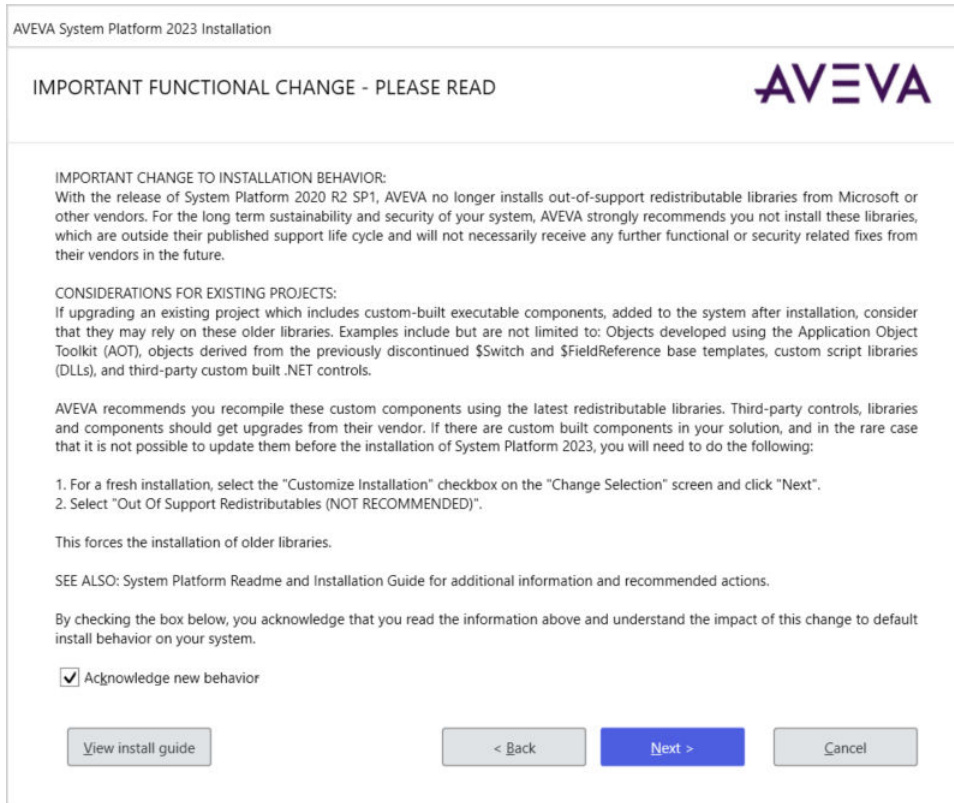 AVEVA System Platform 2023 Installation
IMPORTANT FUNCTIONAL CHANGE - PLEASE READ
AVEVA
IMPORTANT CHANGE TO INSTALLATION BEHAVIOR:
With the release of System Platform 2020 R2 SP1, AVEVA no longer installs out-of-support redistributable libraries from Microsoft or
other vendors. For the long term sustainability and security of your system, AVEVA strongly recommends you not install these libraries,
which are outside their published support life cycle and will not necessarily receive any further functional or security related fixes from
their vendors in the future.
CONSIDERATIONS FOR EXISTING PROJECTS:
If upgrading an existing project which includes custom-built executable components, added to the system after installation, consider
that they may rely on these older libraries. Examples include but are not limited to: Objects developed using the Application Object
Toolkit (AOT), objects derived from the previously discontinued $Switch and $FieldReference base templates, custom script libraries
(DLLs), and third-party custom built .NET controls.
AVEVA recommends you recompile these custom components using the latest redistributable libraries. Third-party controls, libraries
and components should get upgrades from their vendor. If there are custom built components in your solution, and in the rare case
that it is not possible to update them before the installation of System Platform 2023, you will need to do the following:
1. For a fresh installation, select the "Customize Installation" checkbox on the "Change Selection" screen and click "Next".
2. Select "Out Of Support Redistributables (NOT RECOMMENDED)".
This forces the installation of older libraries.
SEE ALSO: System Platform Readme and Installation Guide for additional information and recommended actions.
By checking the box below, you acknowledge that you read the information above and understand the impact of this change to default
install behavior on your system.
Acknowledge new behavior
View install guide
< Back
Next >
Cancel